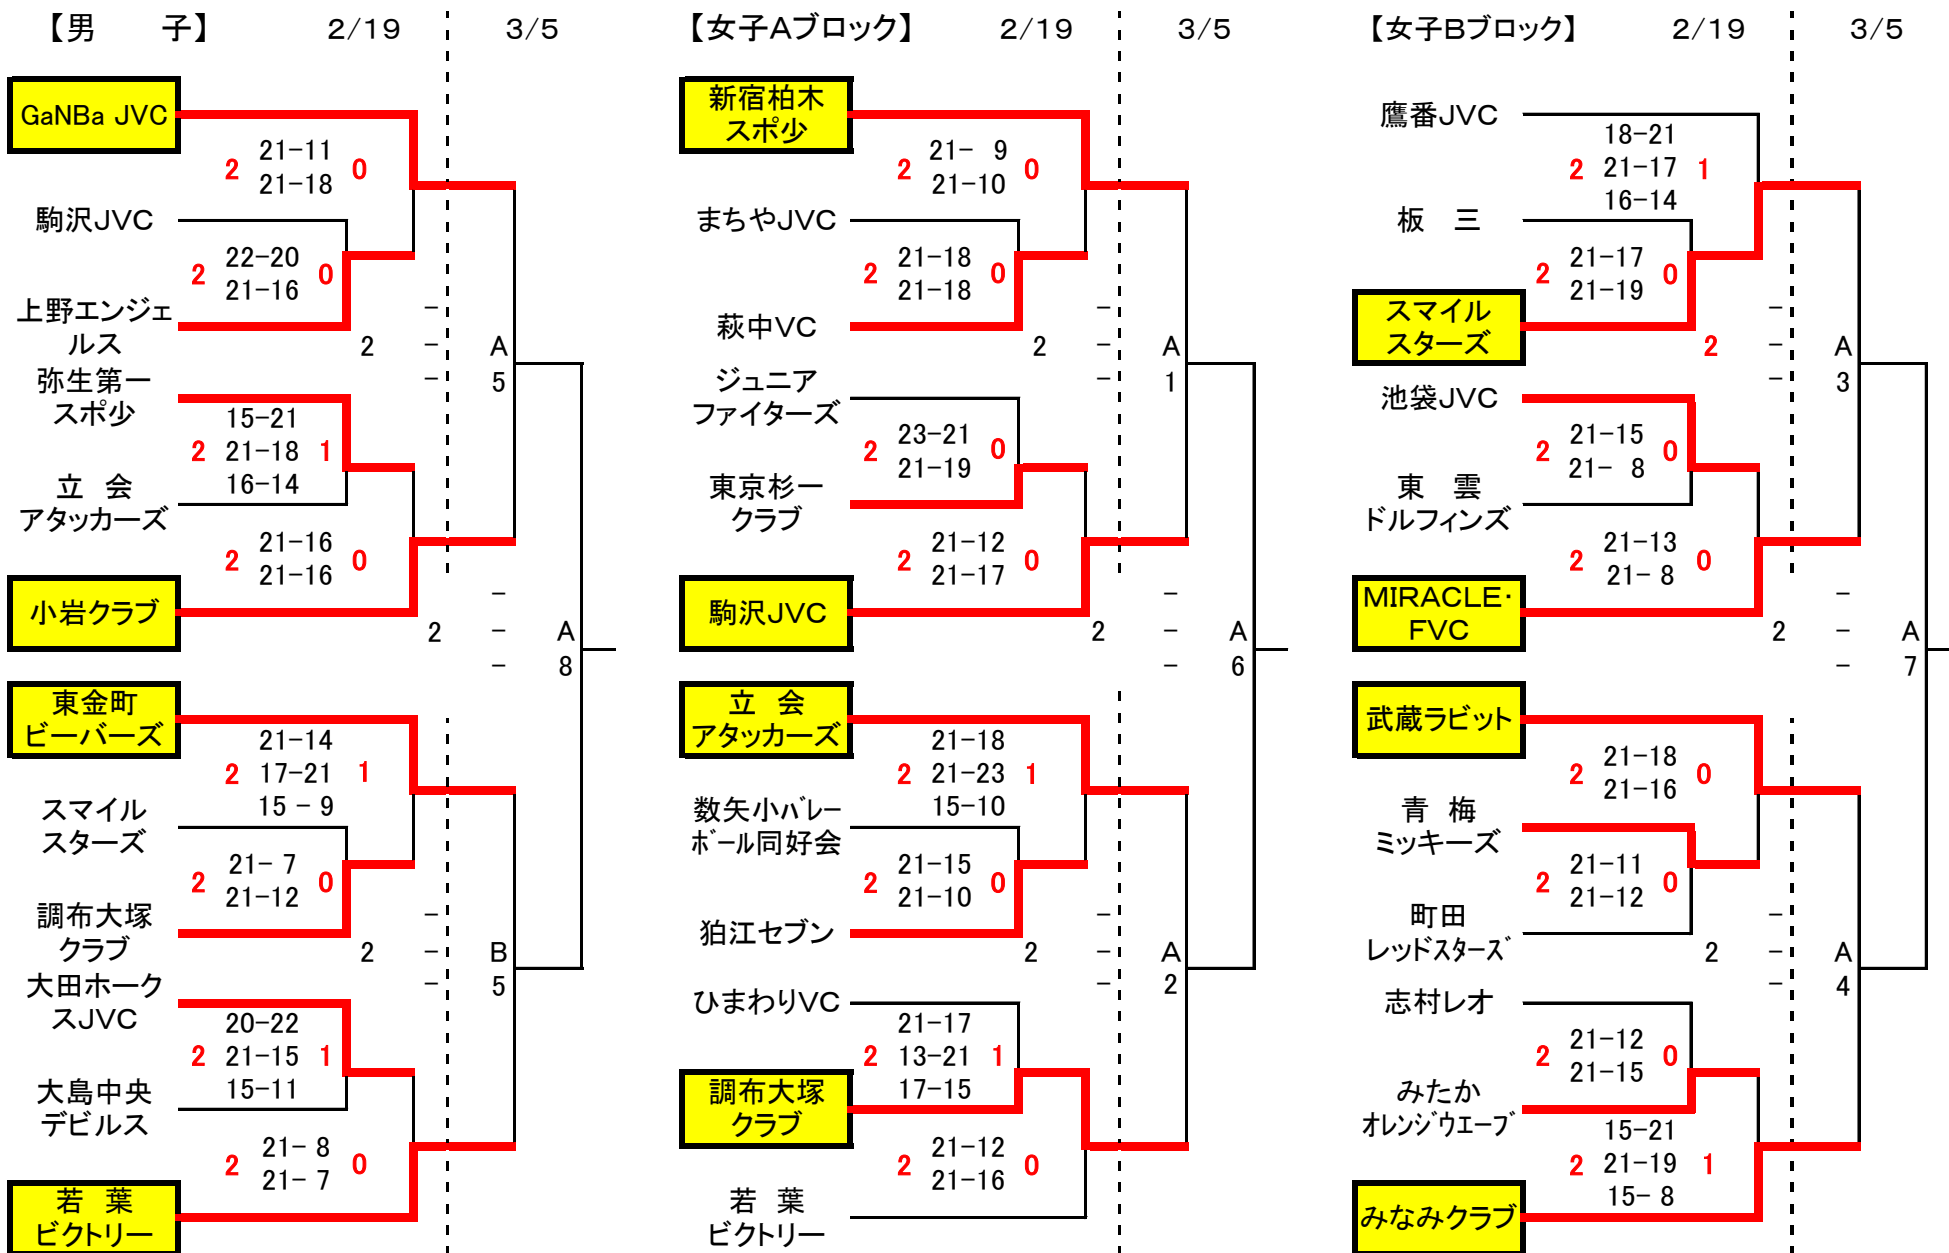 【男　子】 2/19 3/5
GaNBa JVC
2 21-11 0
21-18
駒沢JVC
2 22-20 0
21-16
上野エンジェ
ルス
2
-
-
-
A
5
弥生第一
スポ少
15-21
2 21-18 1
16-14
立 会
アタッカーズ
2 21-16 0
21-16
小岩クラブ
2
-
-
-
A
8
東金町
ビーバーズ
21-14
2 17-21 1
15 - 9
スマイル
スターズ
2 21- 7 0
21-12
調布大塚
クラブ
2
-
-
-
B
5
大田ホーク
スJVC
20-22
2 21-15 1
15-11
大島中央
デビルス
2 21- 8 0
21- 7
若 葉
ビクトリー
【女子Aブロック】 2/19 3/5
新宿柏木
スポ少
2 21- 9 0
21-10
まちやJVC
2 21-18 0
21-18
萩中VC
2
-
-
-
A
1
ジュニア
ファイターズ
2 23-21 0
21-19
東京杉一
クラブ
2 21-12 0
21-17
駒沢JVC
2
-
-
-
A
6
立 会
アタッカーズ
21-18
2 21-23 1
15-10
数矢小バレー
ボール同好会
2 21-15 0
21-10
狛江セブン
2
-
-
-
A
2
ひまわりVC
21-17
2 13-21 1
17-15
調布大塚
クラブ
2 21-12 0
21-16
若 葉
ビクトリー
【女子Bブロック】 2/19 3/5
鷹番JVC
18-21
2 21-17 1
16-14
板 三
2 21-17 0
21-19
スマイル
スターズ
2
-
-
-
A
3
池袋JVC
2 21-15 0
21- 8
東 雲
ドルフィンズ
2 21-13 0
21- 8
MIRACLE・
FVC
2
-
-
-
A
7
武蔵ラビット
2 21-18 0
21-16
青 梅
ミッキーズ
2 21-11 0
21-12
町田
レッドスターズ
2
-
-
-
A
4
志村レオ
2 21-12 0
21-15
みたか
オレンジウエーブ
15-21
2 21-19 1
15- 8
みなみクラブ